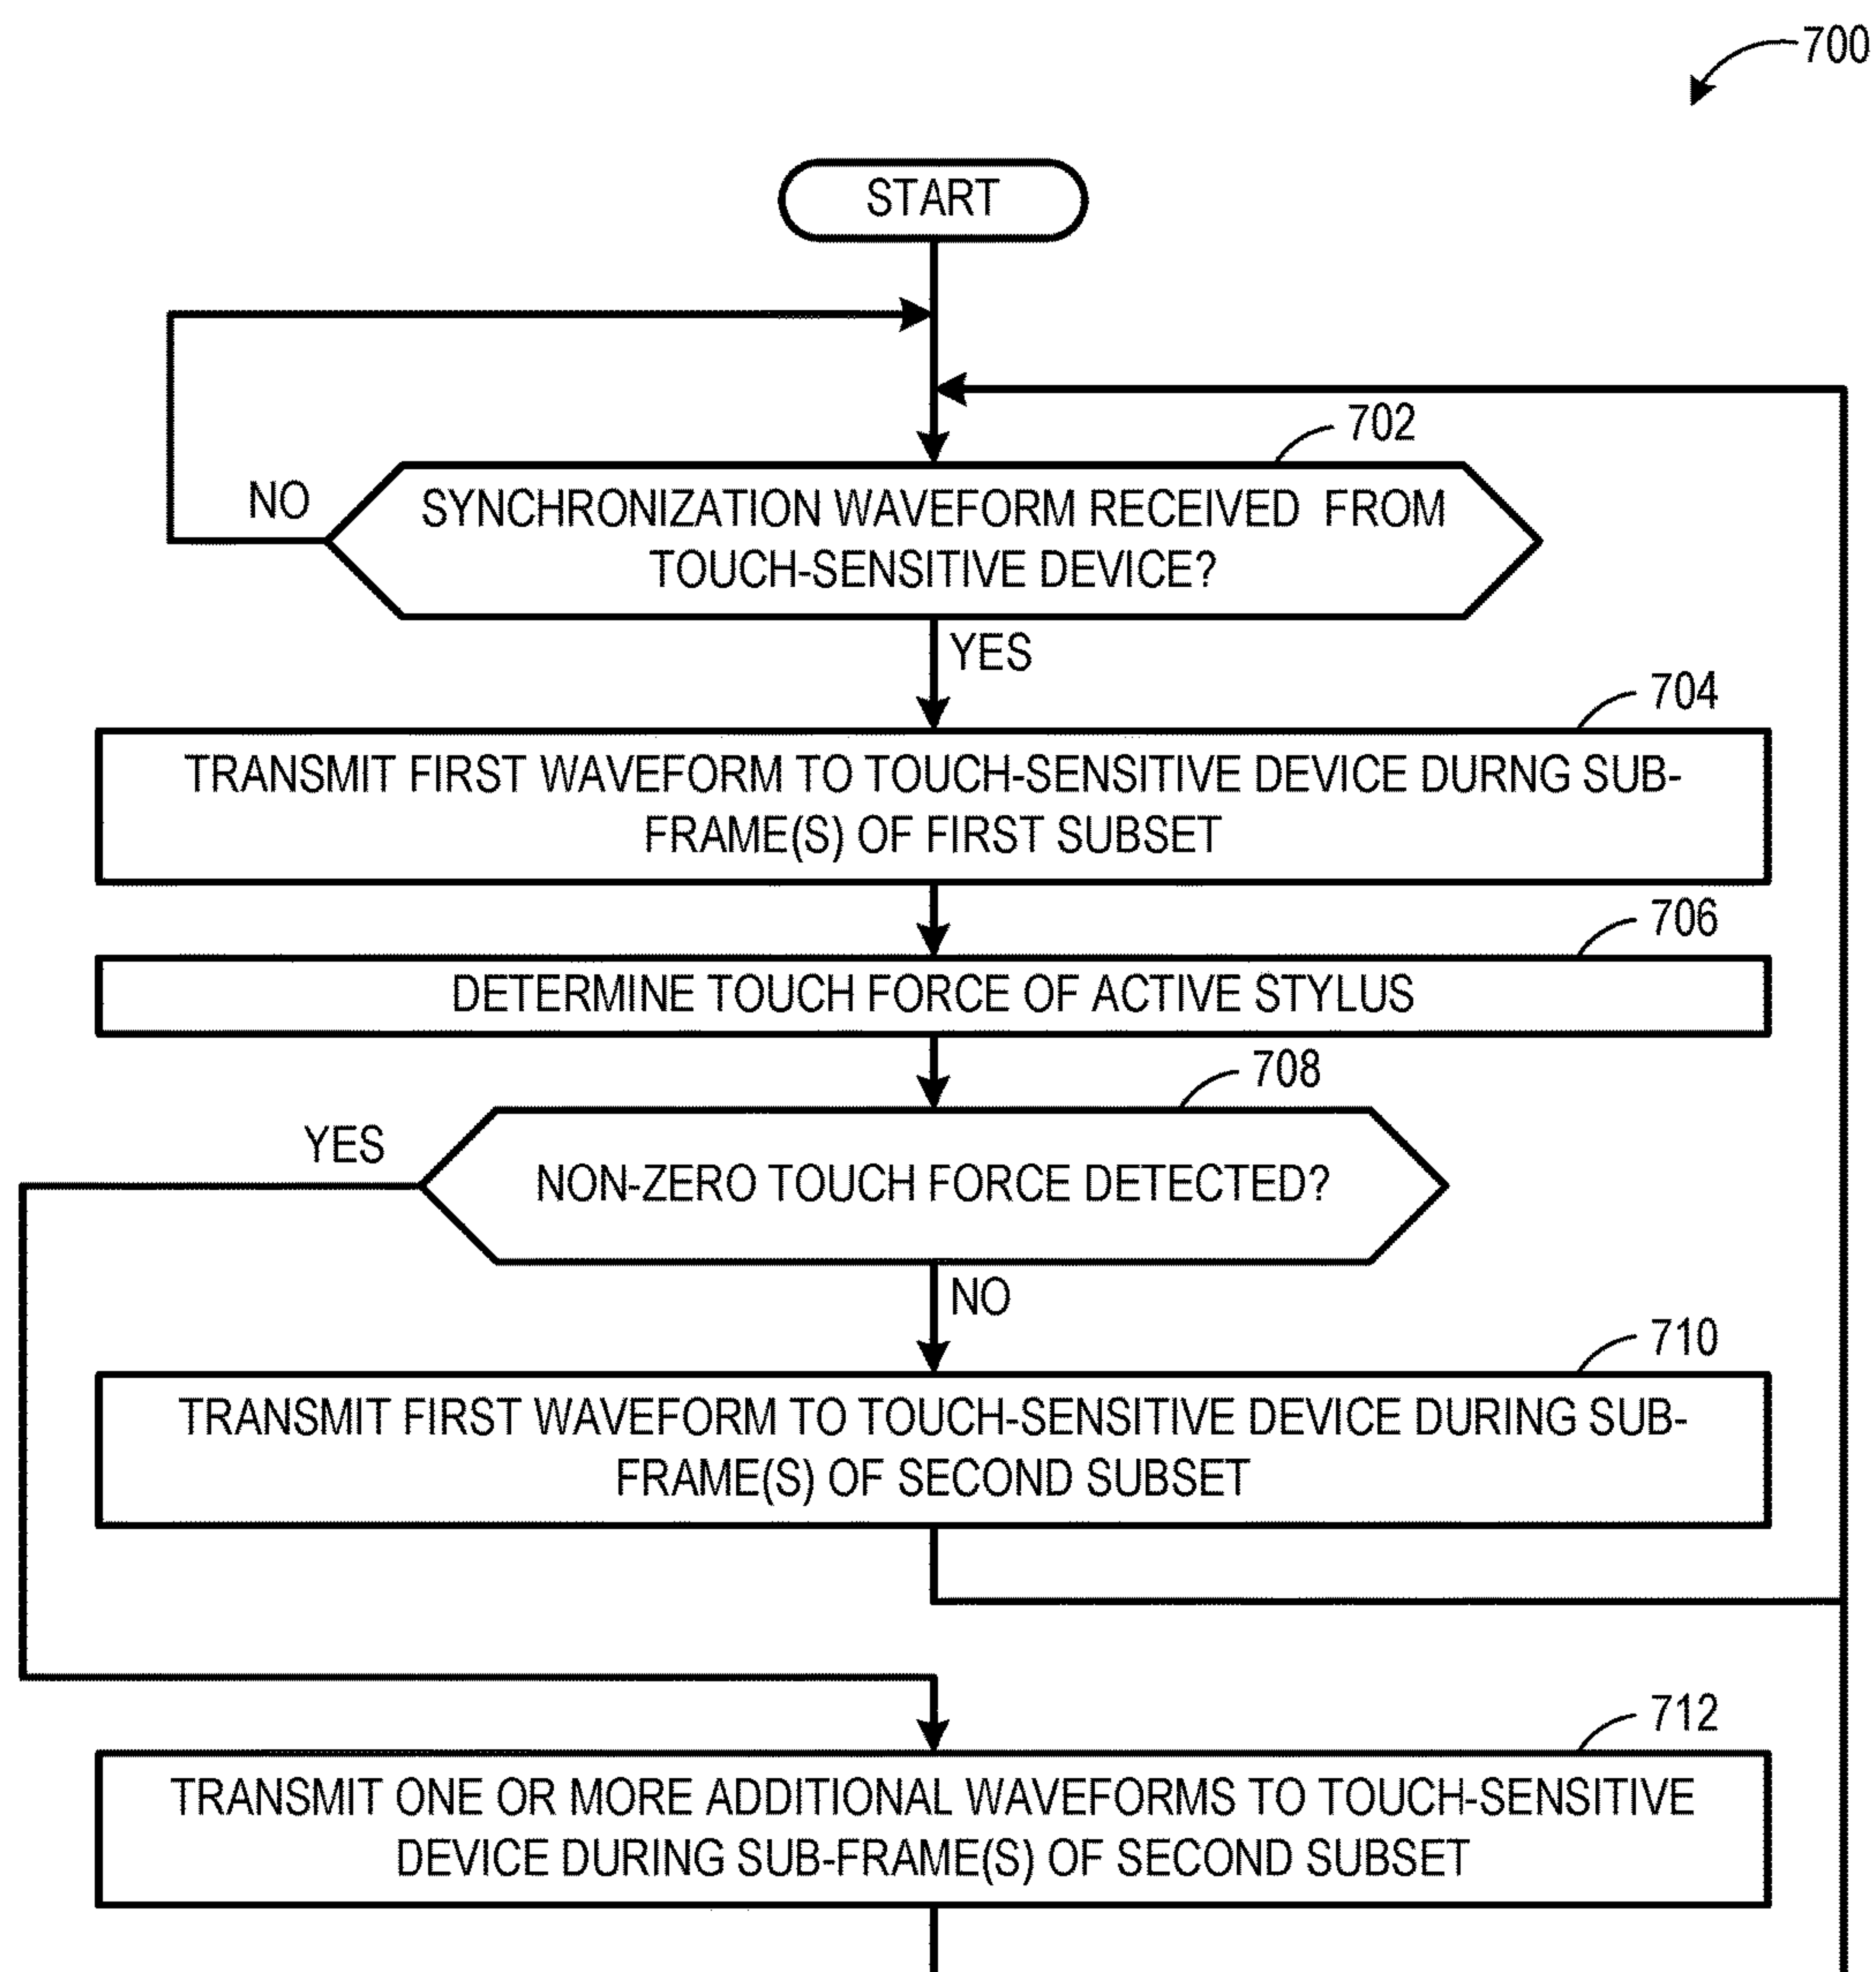 700
START
702
NO
SYNCHRONIZATION WAVEFORM RECEIVED FROM
TOUCH-SENSITIVE DEVICE?
YES
704
TRANSMIT FIRST WAVEFORM TO TOUCH-SENSITIVE DEVICE DURNG SUB-
FRAME(S) OF FIRST SUBSET
706
DETERMINE TOUCH FORCE OF ACTIVE STYLUS
708
YES
NON-ZERO TOUCH FORCE DETECTED?
NO
710
TRANSMIT FIRST WAVEFORM TO TOUCH-SENSITIVE DEVICE DURING SUB-
FRAME(S) OF SECOND SUBSET
712
TRANSMIT ONE OR MORE ADDITIONAL WAVEFORMS TO TOUCH-SENSITIVE
DEVICE DURING SUB-FRAME(S) OF SECOND SUBSET